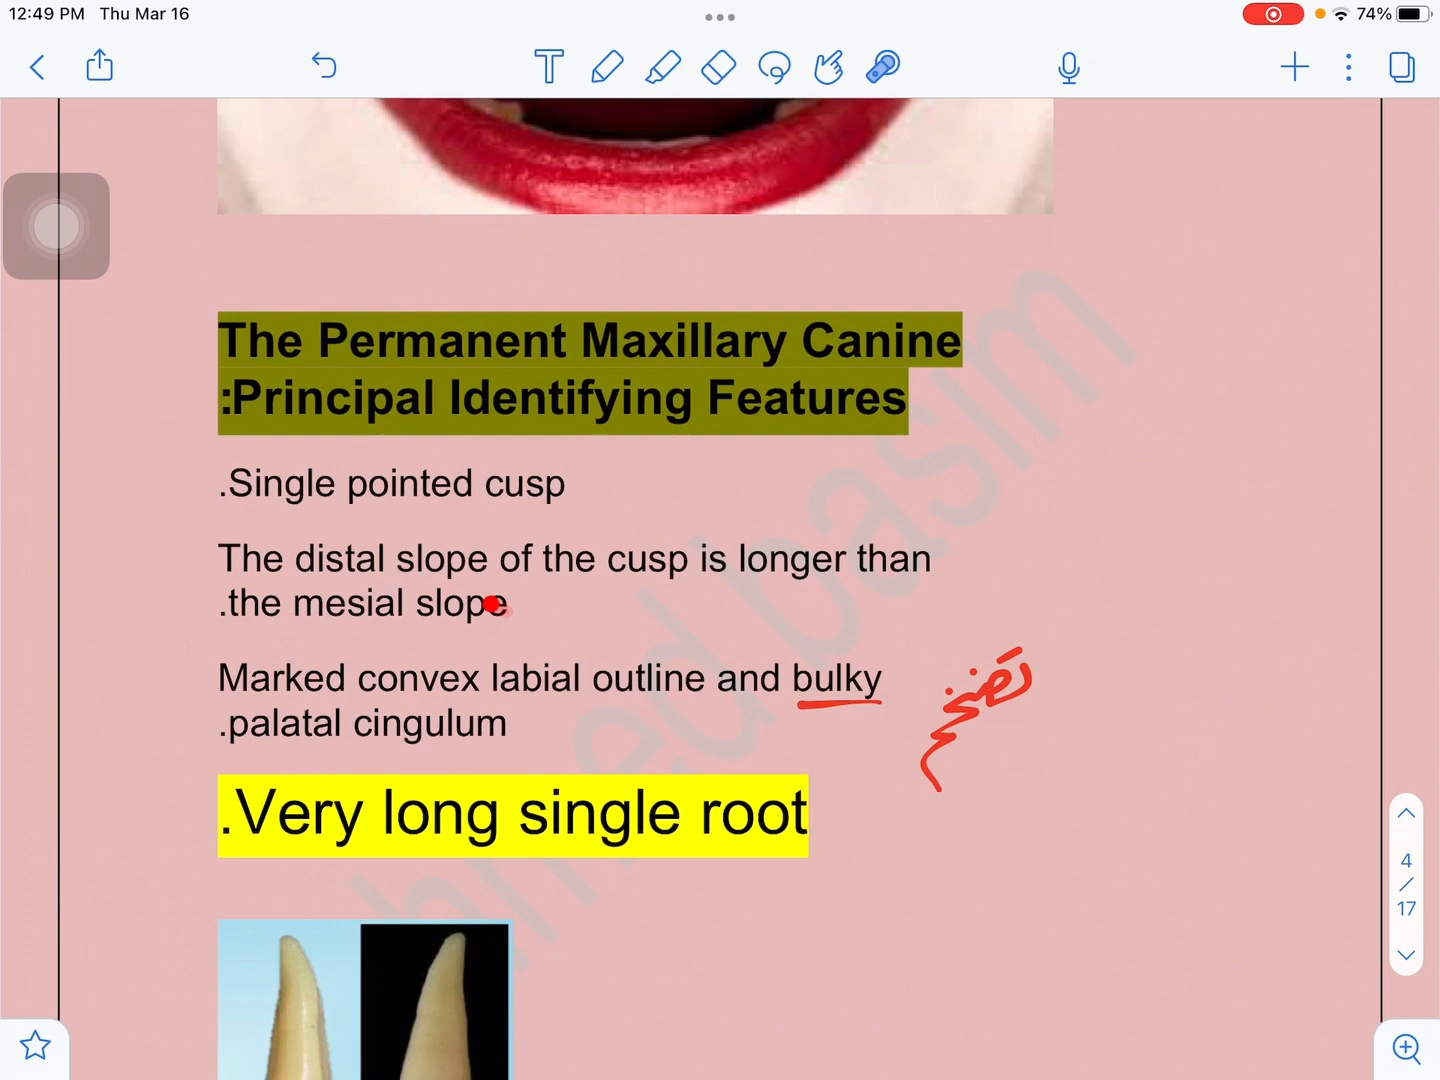 12:49 PM Thu Mar 16
74%
The Permanent Maxillary Canine
:Principal Identifying Features
.Single pointed cusp
The distal slope of the cusp is longer than
.the mesial slope
Marked convex labial outline and bulky
تضخم
.palatal cingulum
.Very long single root
hmed basim
4
/
17